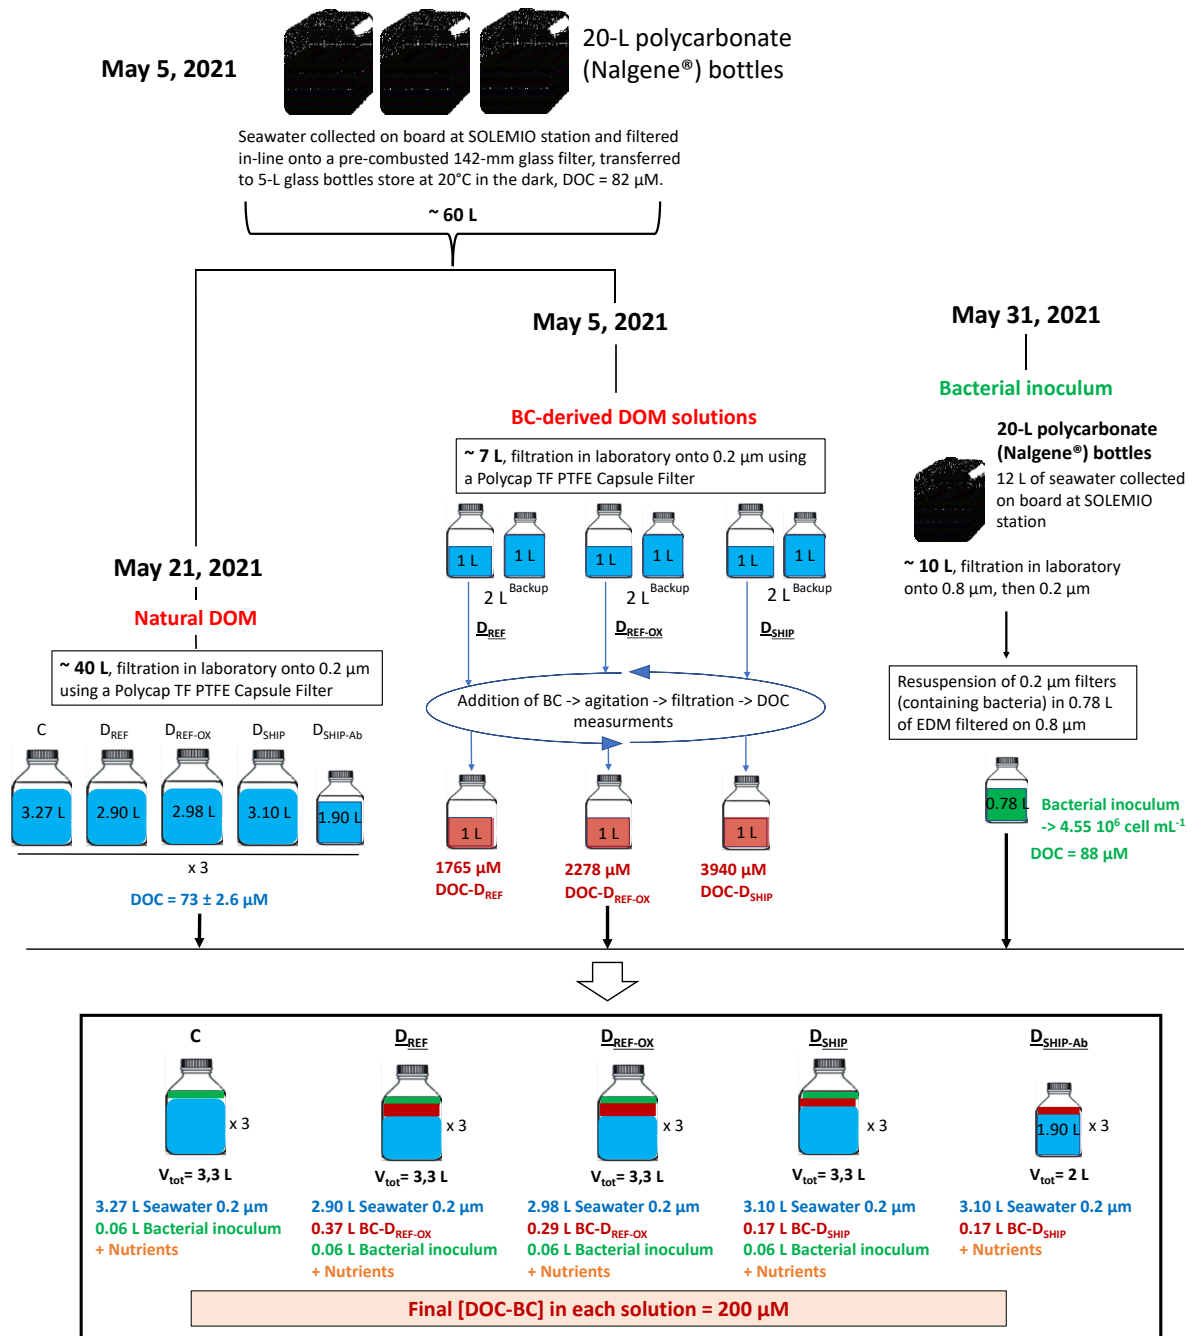 May 5, 2021
20-L polycarbonate
(Nalgene®) bottles
Seawater collected on board at SOLEMIO station and filtered
in-line onto a pre-combusted 142-mm glass filter, transferred
to 5-L glass bottles store at 20°C in the dark, DOC = 82 µM.
~ 60 L
May 5, 2021
BC-derived DOM solutions
~ 7 L, filtration in laboratory onto 0.2 µm using
a Polycap TF PTFE Capsule Filter
1 L
1 L
1 L
1 L
1 L
1 L
2 L Backup
2 L Backup
2 L Backup
DREF
DREF-OX
DSHIP
Addition of BC -> agitation -> filtration -> DOC
measurments
1 L
1 L
1 L
1765 µM
DOC-DREF
2278 µM
DOC-DREF-OX
3940 µM
DOC-DSHIP
May 21, 2021
Natural DOM
~ 40 L, filtration in laboratory onto 0.2 µm
using a Polycap TF PTFE Capsule Filter
C
DREF
DREF-OX
DSHIP
DSHIP-Ab
3.27 L
2.90 L
2.98 L
3.10 L
1.90 L
x 3
DOC = 73 ± 2.6 µM
May 31, 2021
Bacterial inoculum
20-L polycarbonate
(Nalgene®) bottles
12 L of seawater collected
on board at SOLEMIO
station
~ 10 L, filtration in laboratory
onto 0.8 µm, then 0.2 µm
Resuspension of 0.2 µm filters
(containing bacteria) in 0.78 L
of EDM filtered on 0.8 µm
0.78 L
Bacterial inoculum
-> 4.55 10⁶ cell mL⁻¹
DOC = 88 µM
C
x 3
Vtot= 3,3 L
3.27 L Seawater 0.2 µm
0.06 L Bacterial inoculum
+ Nutrients
DREF
x 3
Vtot= 3,3 L
2.90 L Seawater 0.2 µm
0.37 L BC-DREF-OX
0.06 L Bacterial inoculum
+ Nutrients
DREF-OX
x 3
Vtot= 3,3 L
2.98 L Seawater 0.2 µm
0.29 L BC-DREF-OX
0.06 L Bacterial inoculum
+ Nutrients
DSHIP
x 3
Vtot= 3,3 L
3.10 L Seawater 0.2 µm
0.17 L BC-DSHIP
0.06 L Bacterial inoculum
+ Nutrients
DSHIP-Ab
1.90 L
x 3
Vtot= 2 L
3.10 L Seawater 0.2 µm
0.17 L BC-DSHIP
+ Nutrients
Final [DOC-BC] in each solution = 200 µM